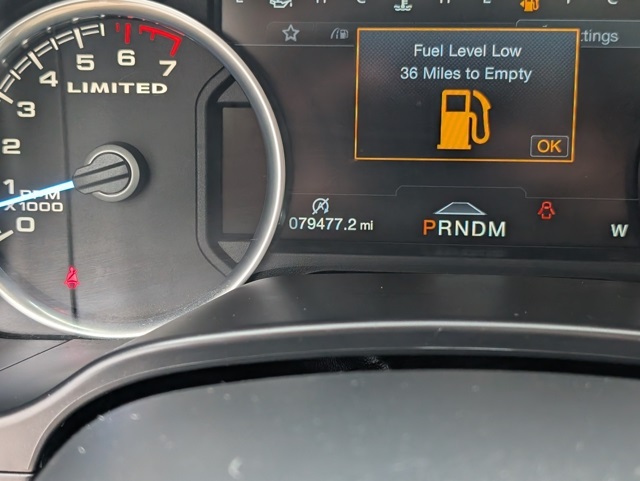 E H C E F C
ttings
Fuel Level Low
36 Miles to Empty
OK
0
1
2
3
4
5
6
7
LIMITED
RPM
X1000
079477.2 mi
PRNDM
W